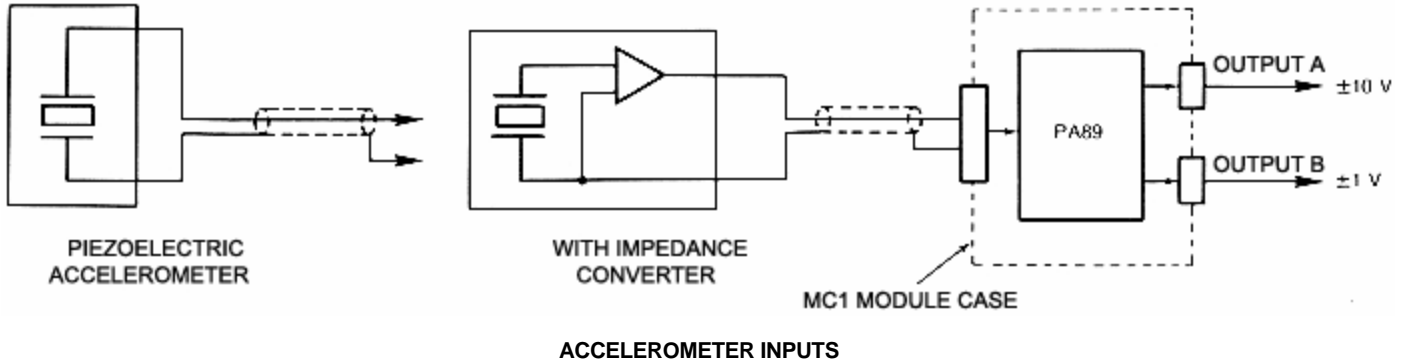 PIEZOELECTRIC
ACCELEROMETER
WITH IMPEDANCE
CONVERTER
PA89
OUTPUT A
±10 V
OUTPUT B
±1 V
MC1 MODULE CASE
ACCELEROMETER INPUTS